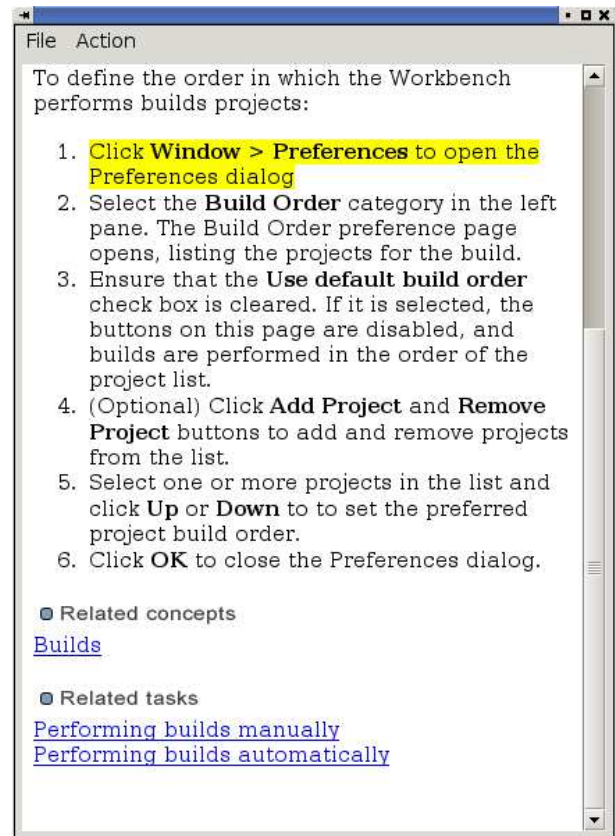 File Action
To define the order in which the Workbench
performs builds projects:
1. Click Window > Preferences to open the
Preferences dialog
2. Select the Build Order category in the left
pane. The Build Order preference page
opens, listing the projects for the build.
3. Ensure that the Use default build order
check box is cleared. If it is selected, the
buttons on this page are disabled, and
builds are performed in the order of the
project list.
4. (Optional) Click Add Project and Remove
Project buttons to add and remove projects
from the list.
5. Select one or more projects in the list and
click Up or Down to to set the preferred
project build order.
6. Click OK to close the Preferences dialog.
Related concepts
Builds
Related tasks
Performing builds manually
Performing builds automatically